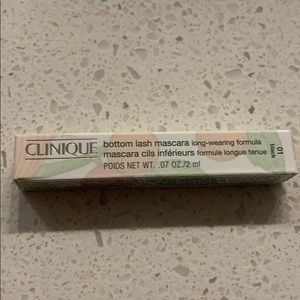 CLINIQUE
bottom lash mascara long-wearing formula
mascara cils inférieurs formule longue tenue
POIDS NET WT. .07 OZ./2 ml
01
black